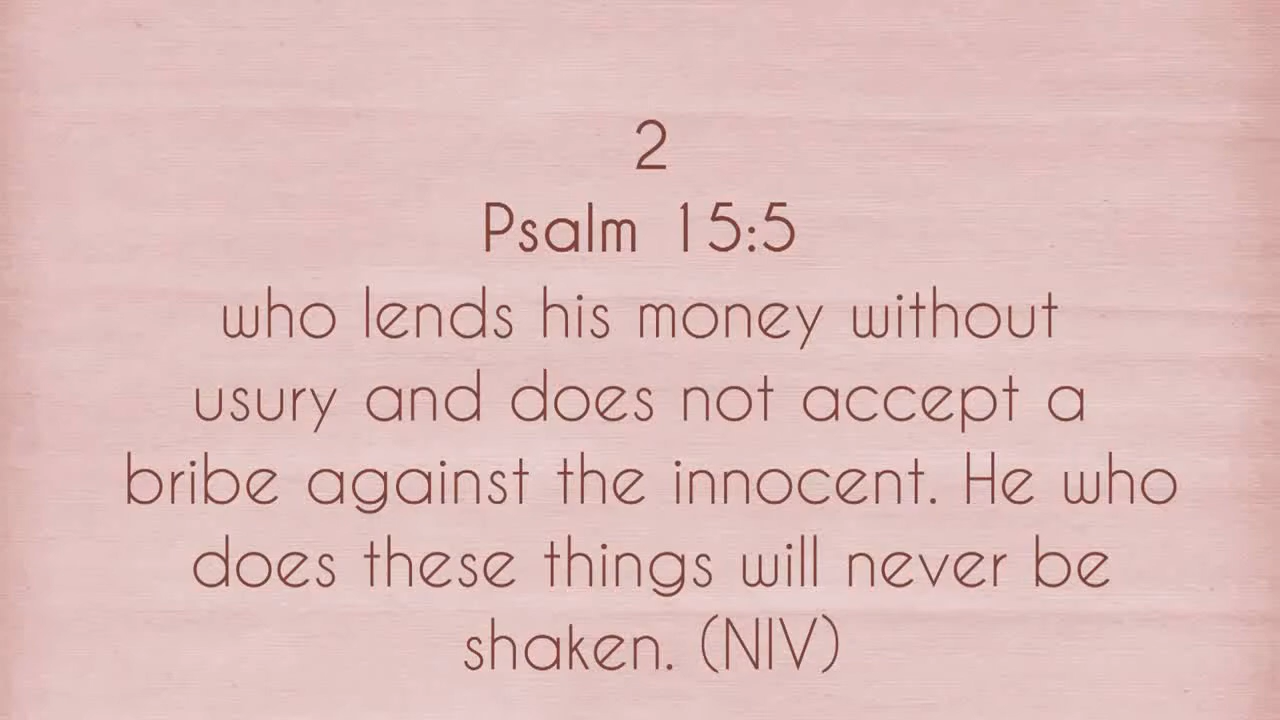 2
Psalm 15:5
who lends his money without
usury and does not accept a
bribe against the innocent. He who
does these things will never be
shaken. (NIV)